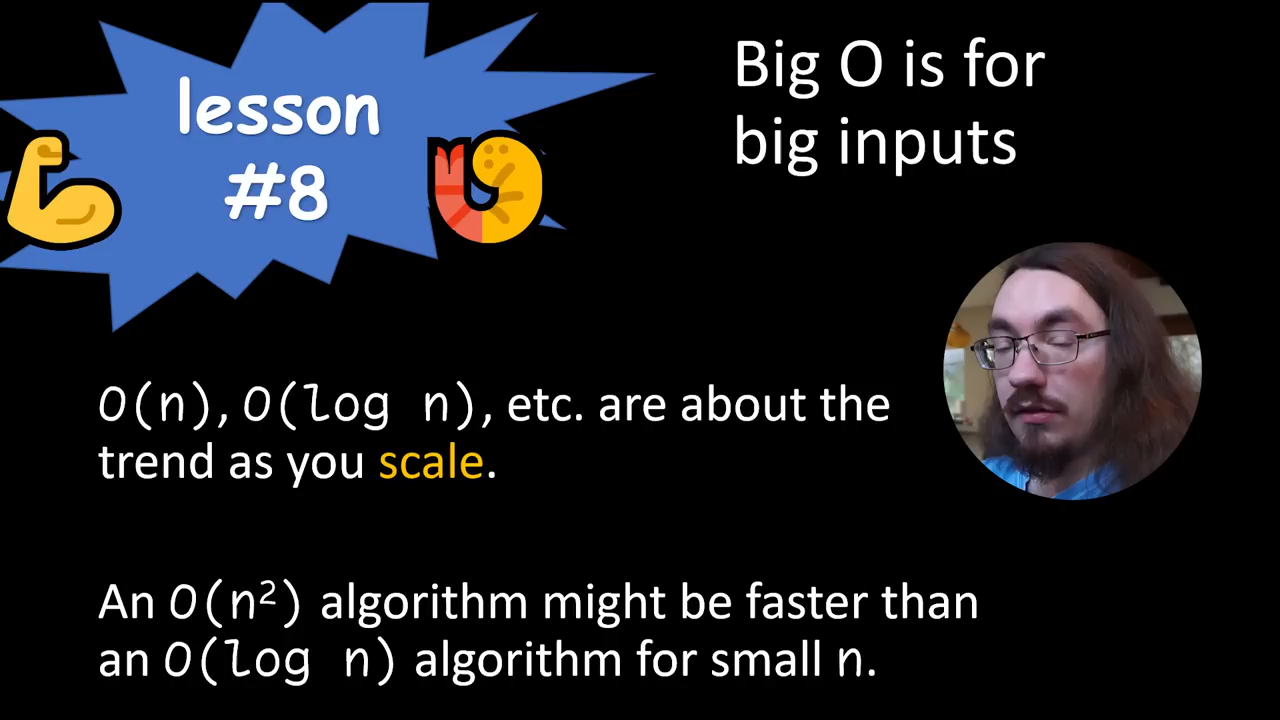 lesson
#8
Big O is for
big inputs
O(n), O(log n), etc. are about the
trend as you scale.
An O(n²) algorithm might be faster than
an O(log n) algorithm for small n.